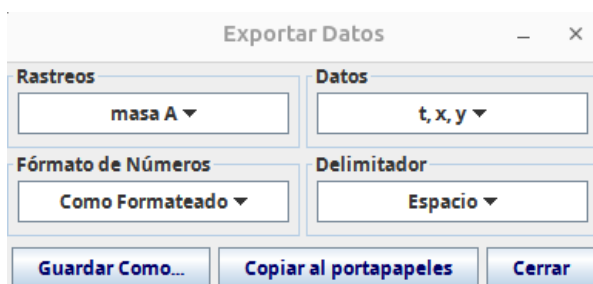 Exportar Datos
Rastreos Datos
masa A t, x, y
Fórmato de Números Delimitador
Como Formateado Espacio
Guardar Como... Copiar al portapapeles Cerrar